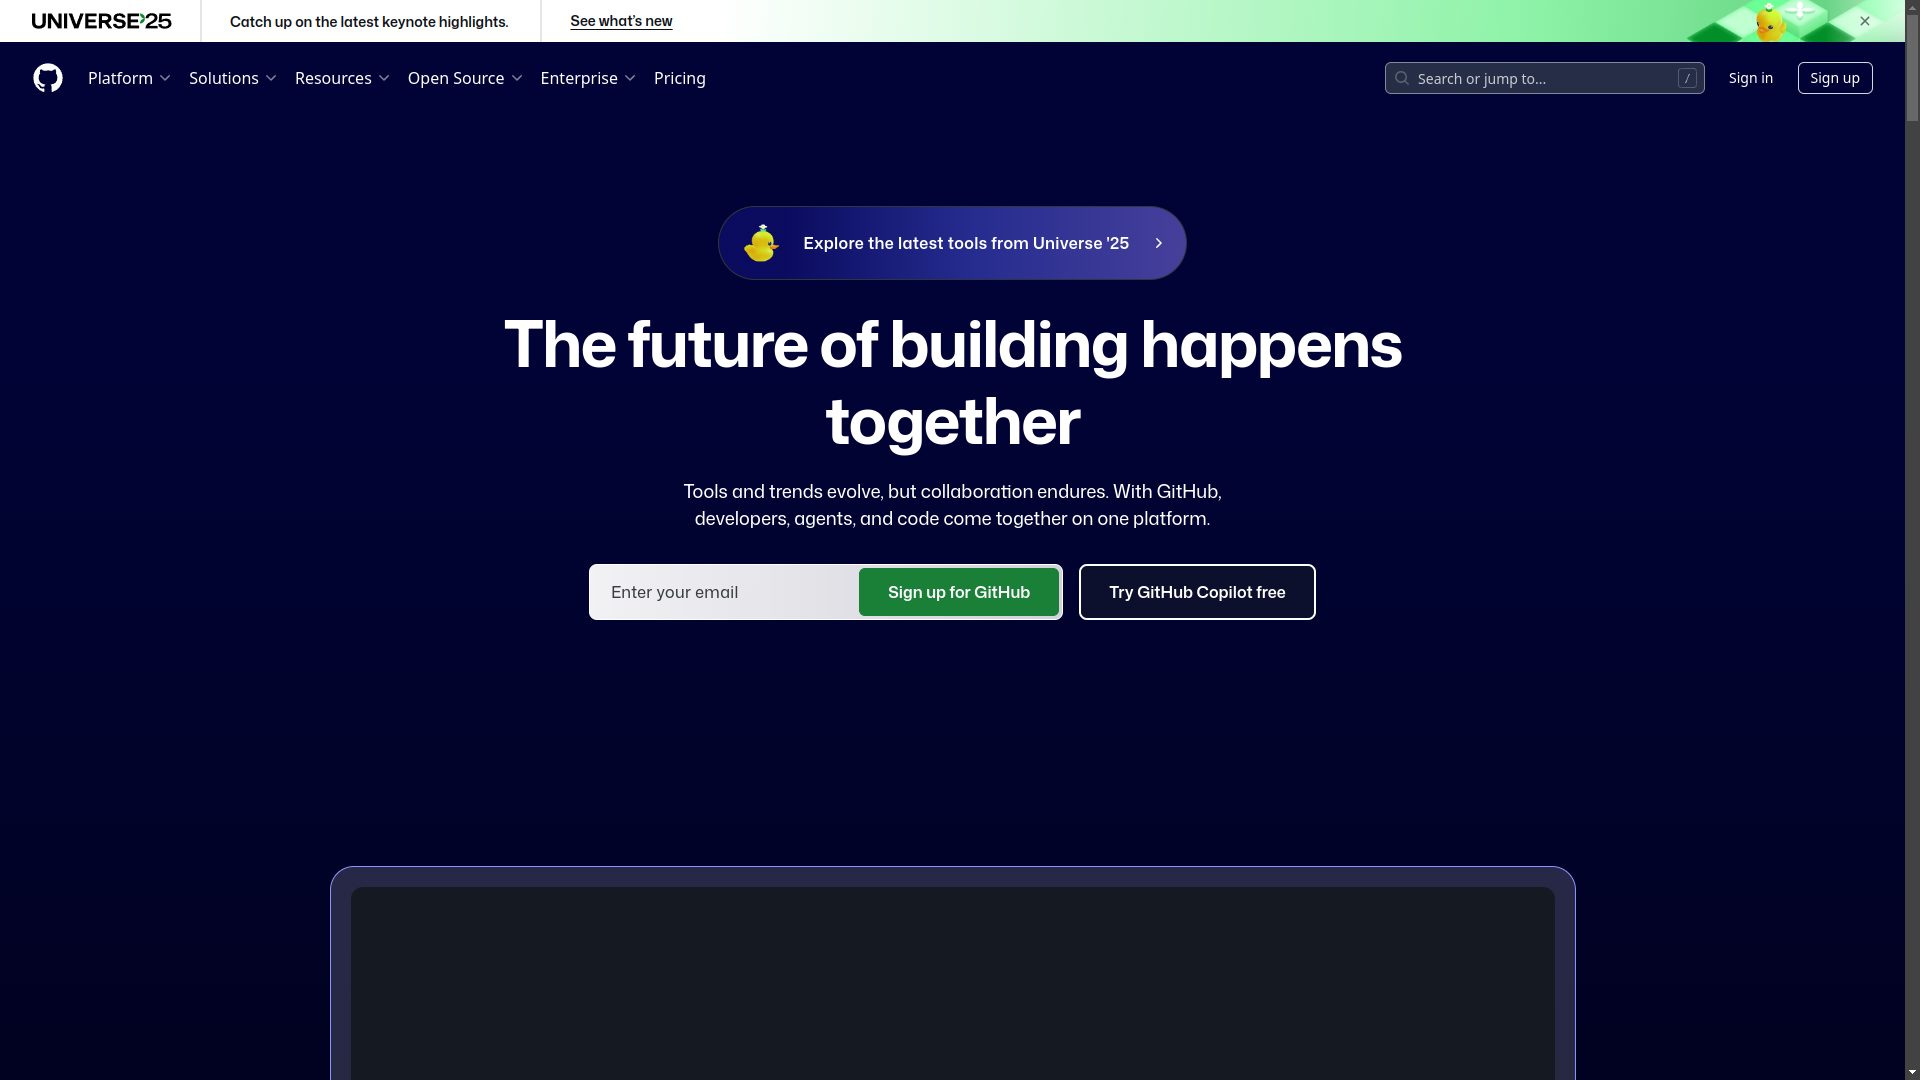 UNIVERSE'25
Catch up on the latest keynote highlights.
See what's new
Platform
Solutions
Resources
Open Source
Enterprise
Pricing
Search or jump to...
/
Sign in
Sign up
Explore the latest tools from Universe '25
The future of building happens
together
Tools and trends evolve, but collaboration endures. With GitHub,
developers, agents, and code come together on one platform.
Enter your email
Sign up for GitHub
Try GitHub Copilot free